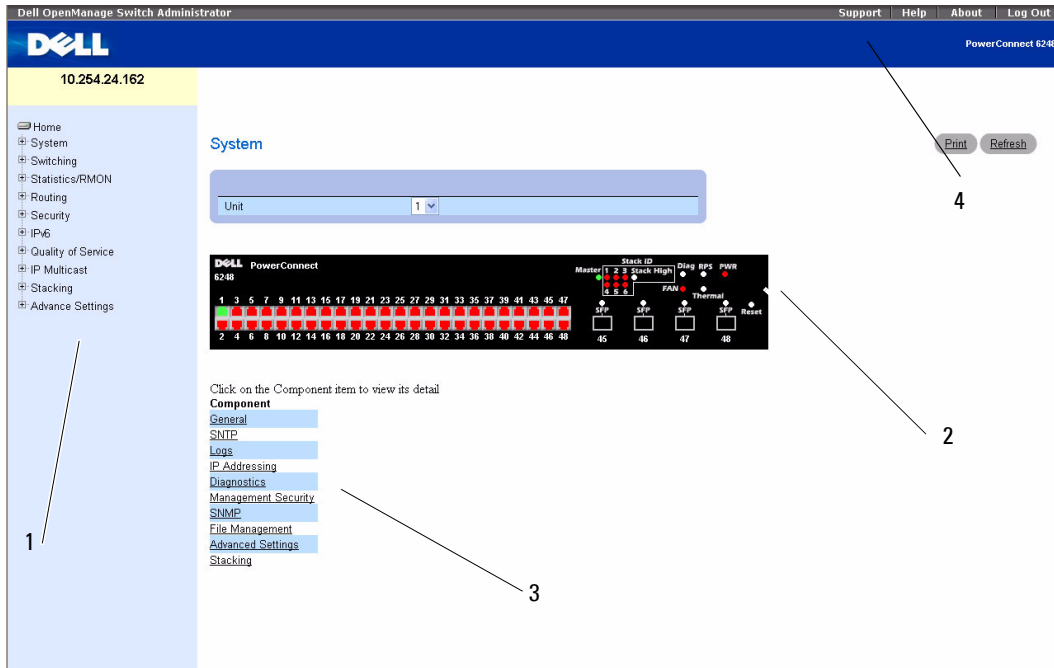 Dell OpenManage Switch Administrator Support Help About Log Out
DELL
PowerConnect 6248
10.254.24.162
Home
System
Switching
Statistics/RMON
Routing
Security
IPv6
Quality of Service
IP Multicast
Stacking
Advance Settings
1
System
Print Refresh
4
Unit 1
DELL PowerConnect
6248
Stack ID
Master 1 2 3 Stack High Diag RPS PWR
4 5 6 FAN Thermal
1 3 5 7 9 11 13 15 17 19 21 23 25 27 29 31 33 35 37 39 41 43 45 47
SFP SFP SFP SFP Reset
2 4 6 8 10 12 14 16 18 20 22 24 26 28 30 32 34 36 38 40 42 44 46 48
45 46 47 48
2
Click on the Component item to view its detail
Component
General
SNTP
Logs
IP Addressing
Diagnostics
Management Security
SNMP
File Management
Advanced Settings
Stacking
3